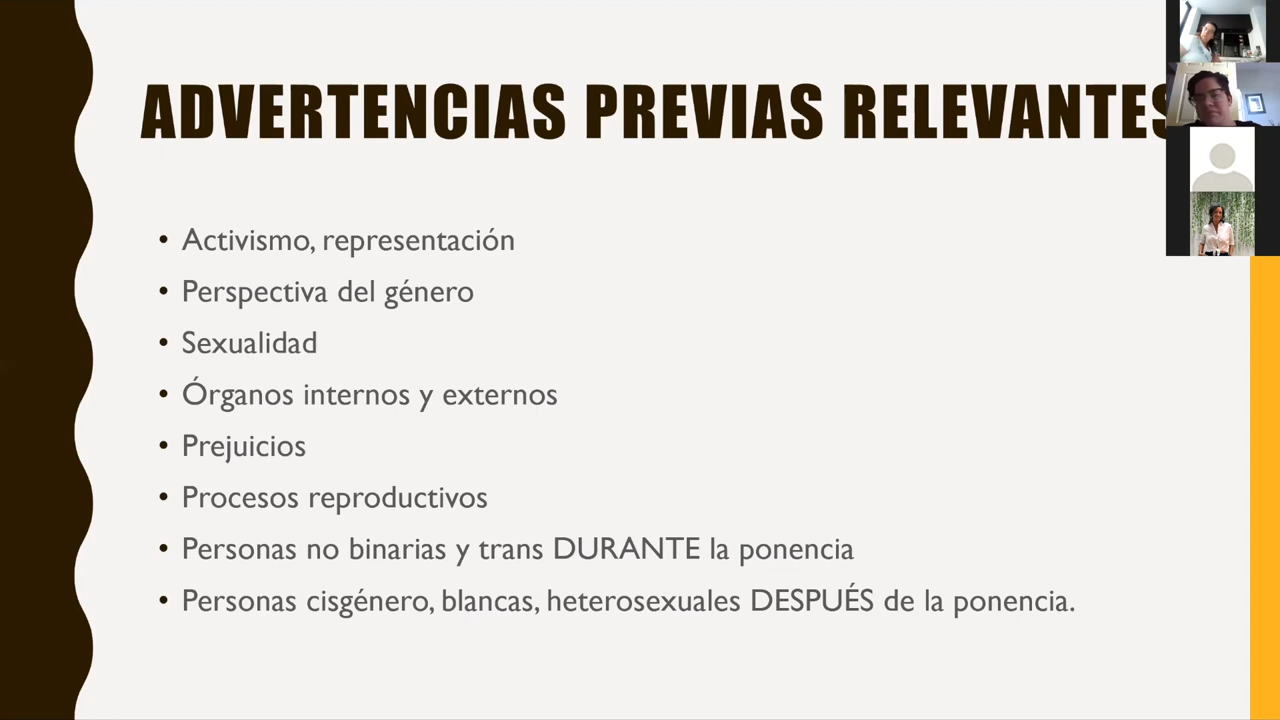 ADVERTENCIAS PREVIAS RELEVANTES
Activismo, representación
Perspectiva del género
Sexualidad
Órganos internos y externos
Prejuicios
Procesos reproductivos
Personas no binarias y trans DURANTE la ponencia
Personas cisgénero, blancas, heterosexuales DESPUÉS de la ponencia.